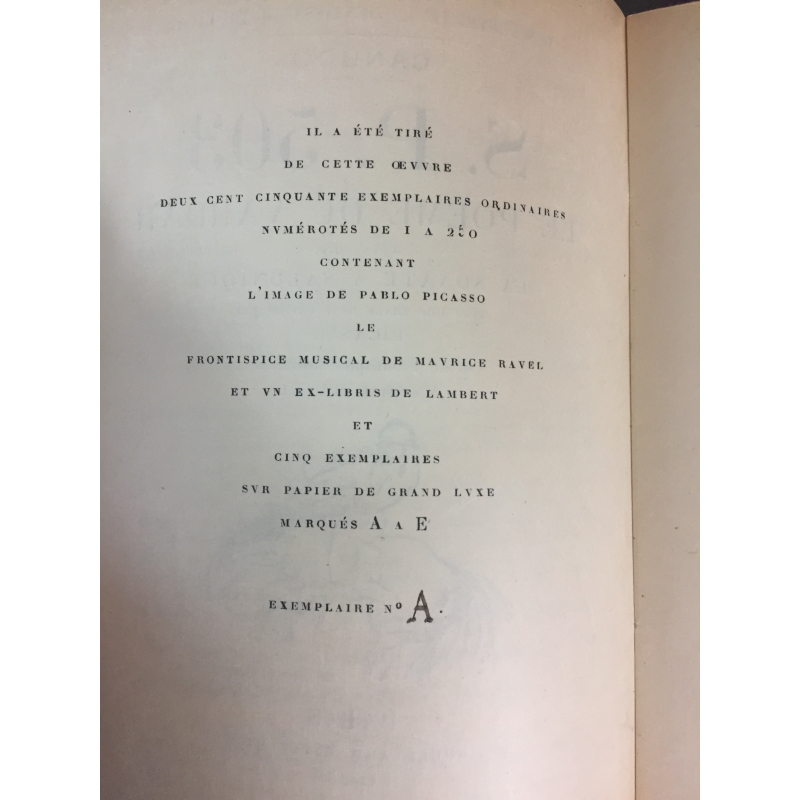 IL A ÉTÉ TIRÉ
DE CETTE ŒVVRE
DEUX CENT CINQUANTE EXEMPLAIRES ORDINAIRES
NVMÉROTÉS DE I A 250
CONTENANT
L'IMAGE DE PABLO PICASSO
LE
FRONTISPICE MUSICAL DE MAVRICE RAVEL
ET VN EX-LIBRIS DE LAMBERT
ET
CINQ EXEMPLAIRES
SVR PAPIER DE GRAND LVXE
MARQUÉS A A E
EXEMPLAIRE Nº A.